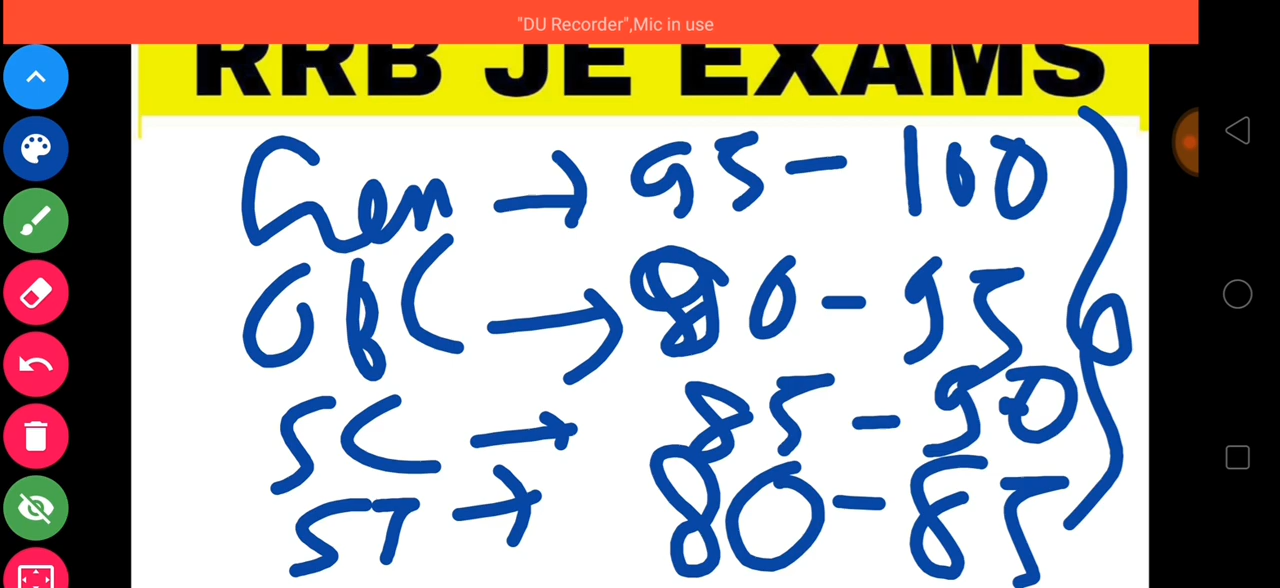 "DU Recorder",Mic in use
RRB JE EXAMS
Gen → 95 – 100
OBC → 90 – 95
SC → 85 – 90
ST → 80 – 85